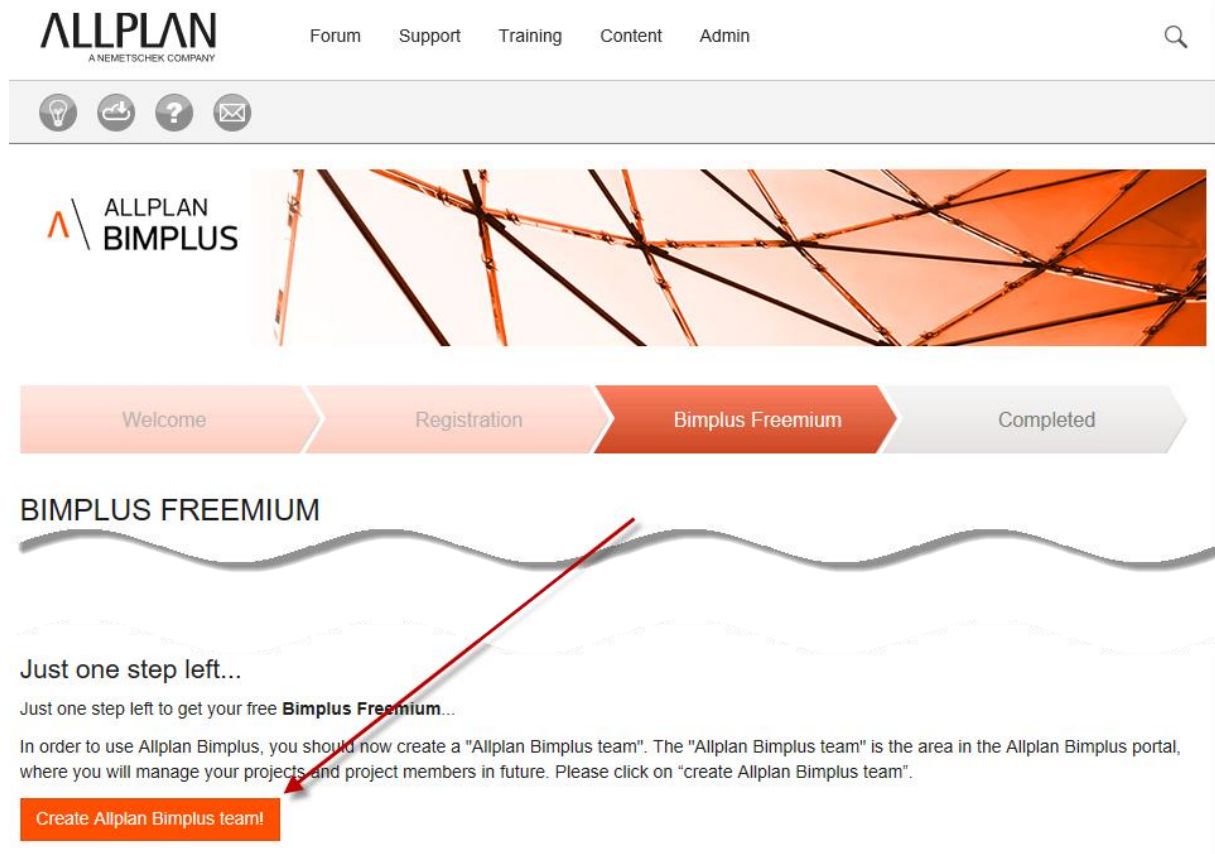 ALLPLAN
A NEMETSCHEK COMPANY
Forum Support Training Content Admin
ALLPLAN
BIMPLUS
Welcome Registration Bimplus Freemium Completed
BIMPLUS FREEMIUM
Just one step left...
Just one step left to get your free Bimplus Freemium...
In order to use Allplan Bimplus, you should now create a "Allplan Bimplus team". The "Allplan Bimplus team" is the area in the Allplan Bimplus portal,
where you will manage your projects and project members in future. Please click on “create Allplan Bimplus team”.
Create Allplan Bimplus team!